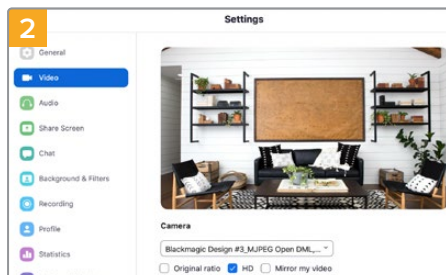 2
Settings
General
Video
Audio
Share Screen
Chat
Background & Filters
Recording
Profile
Statistics
Camera
Blackmagic Design #3_MJPEG Open DML,...
Original ratio HD Mirror my video